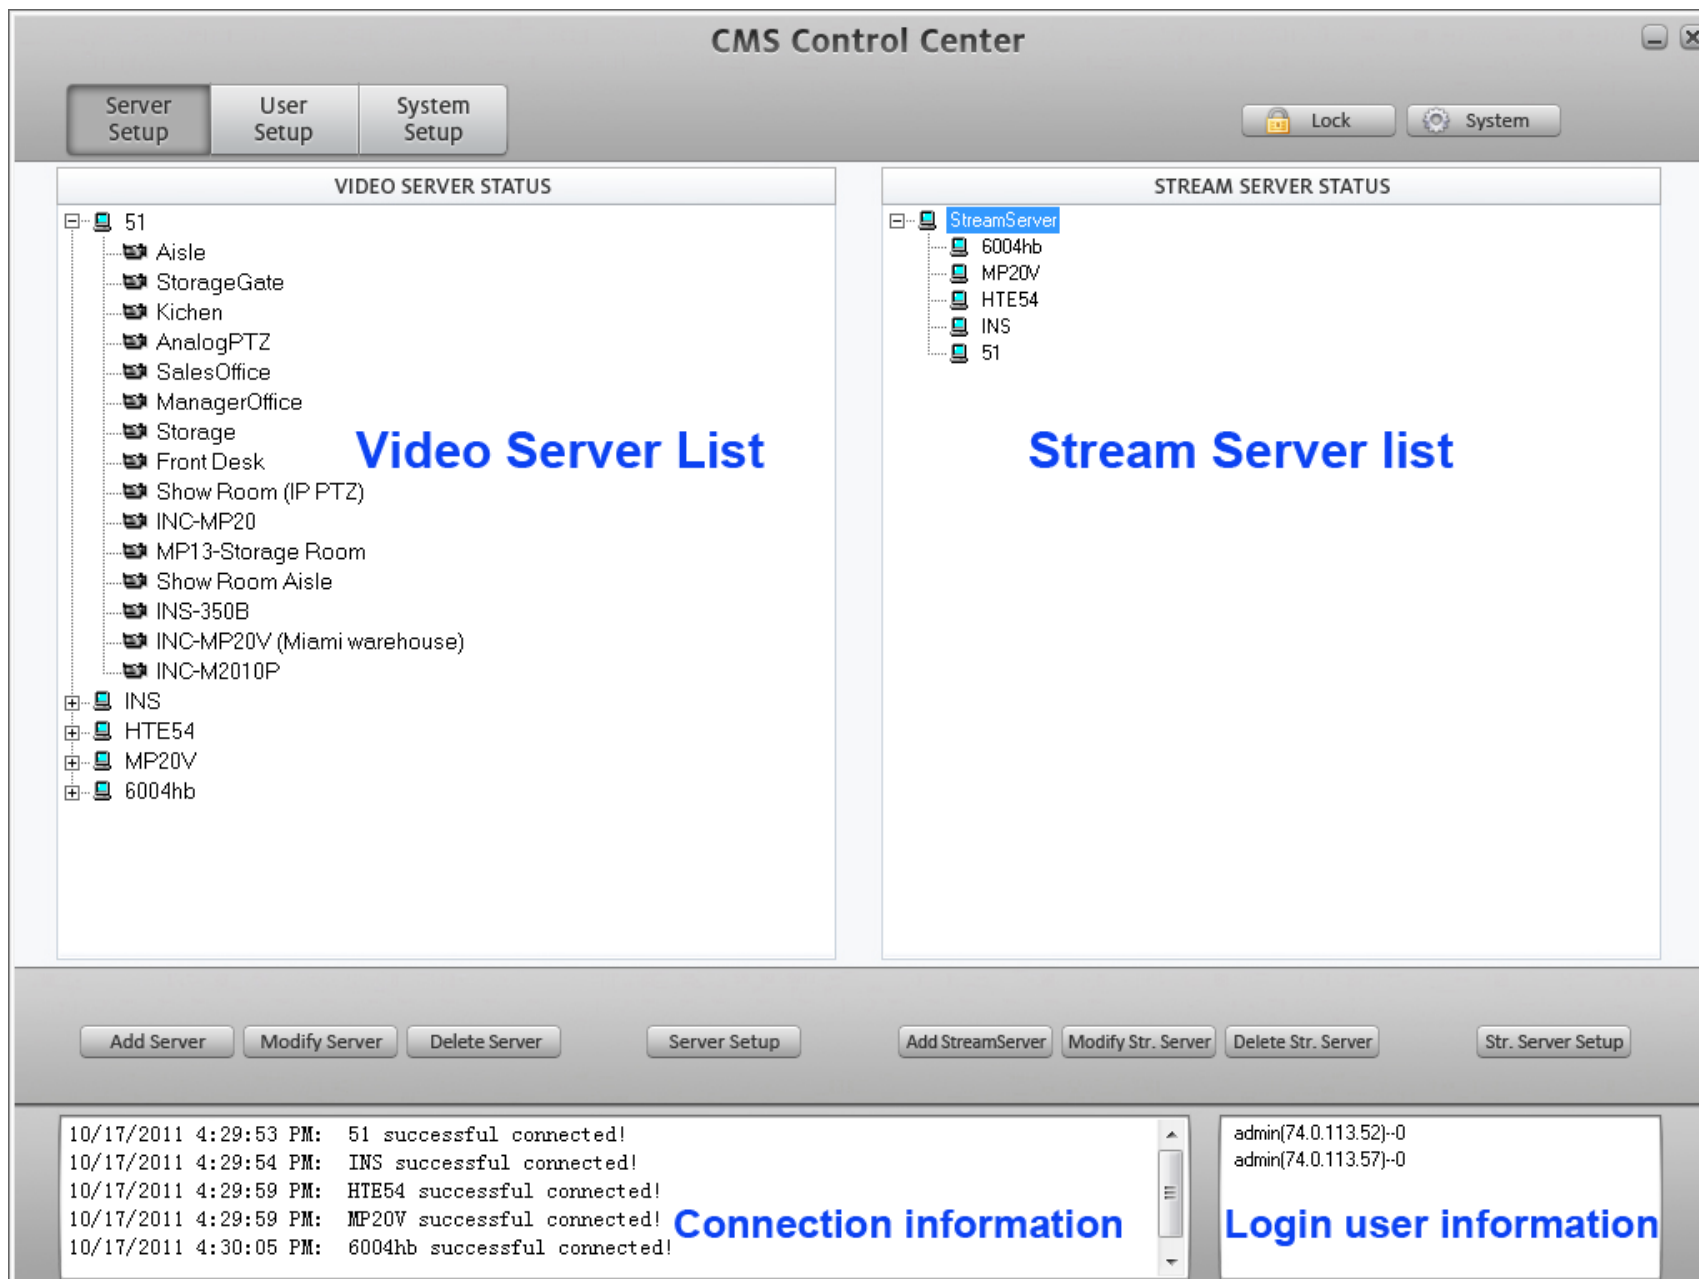 CMS Control Center
Server Setup
User Setup
System Setup
Lock
System
VIDEO SERVER STATUS
51
Aisle
StorageGate
Kichen
AnalogPTZ
SalesOffice
ManagerOffice
Storage
Front Desk
Show Room (IP PTZ)
INC-MP20
MP13-Storage Room
Show Room Aisle
INS-350B
INC-MP20V (Miami warehouse)
INC-M2010P
INS
HTE54
MP20V
6004hb
Video Server List
STREAM SERVER STATUS
StreamServer
6004hb
MP20V
HTE54
INS
51
Stream Server list
Add Server
Modify Server
Delete Server
Server Setup
Add StreamServer
Modify Str. Server
Delete Str. Server
Str. Server Setup
10/17/2011 4:29:53 PM: 51 successful connected!
10/17/2011 4:29:54 PM: INS successful connected!
10/17/2011 4:29:59 PM: HTE54 successful connected!
10/17/2011 4:29:59 PM: MP20V successful connected!
10/17/2011 4:30:05 PM: 6004hb successful connected!
Connection information
admin(74.0.113.52)--0
admin(74.0.113.57)--0
Login user information